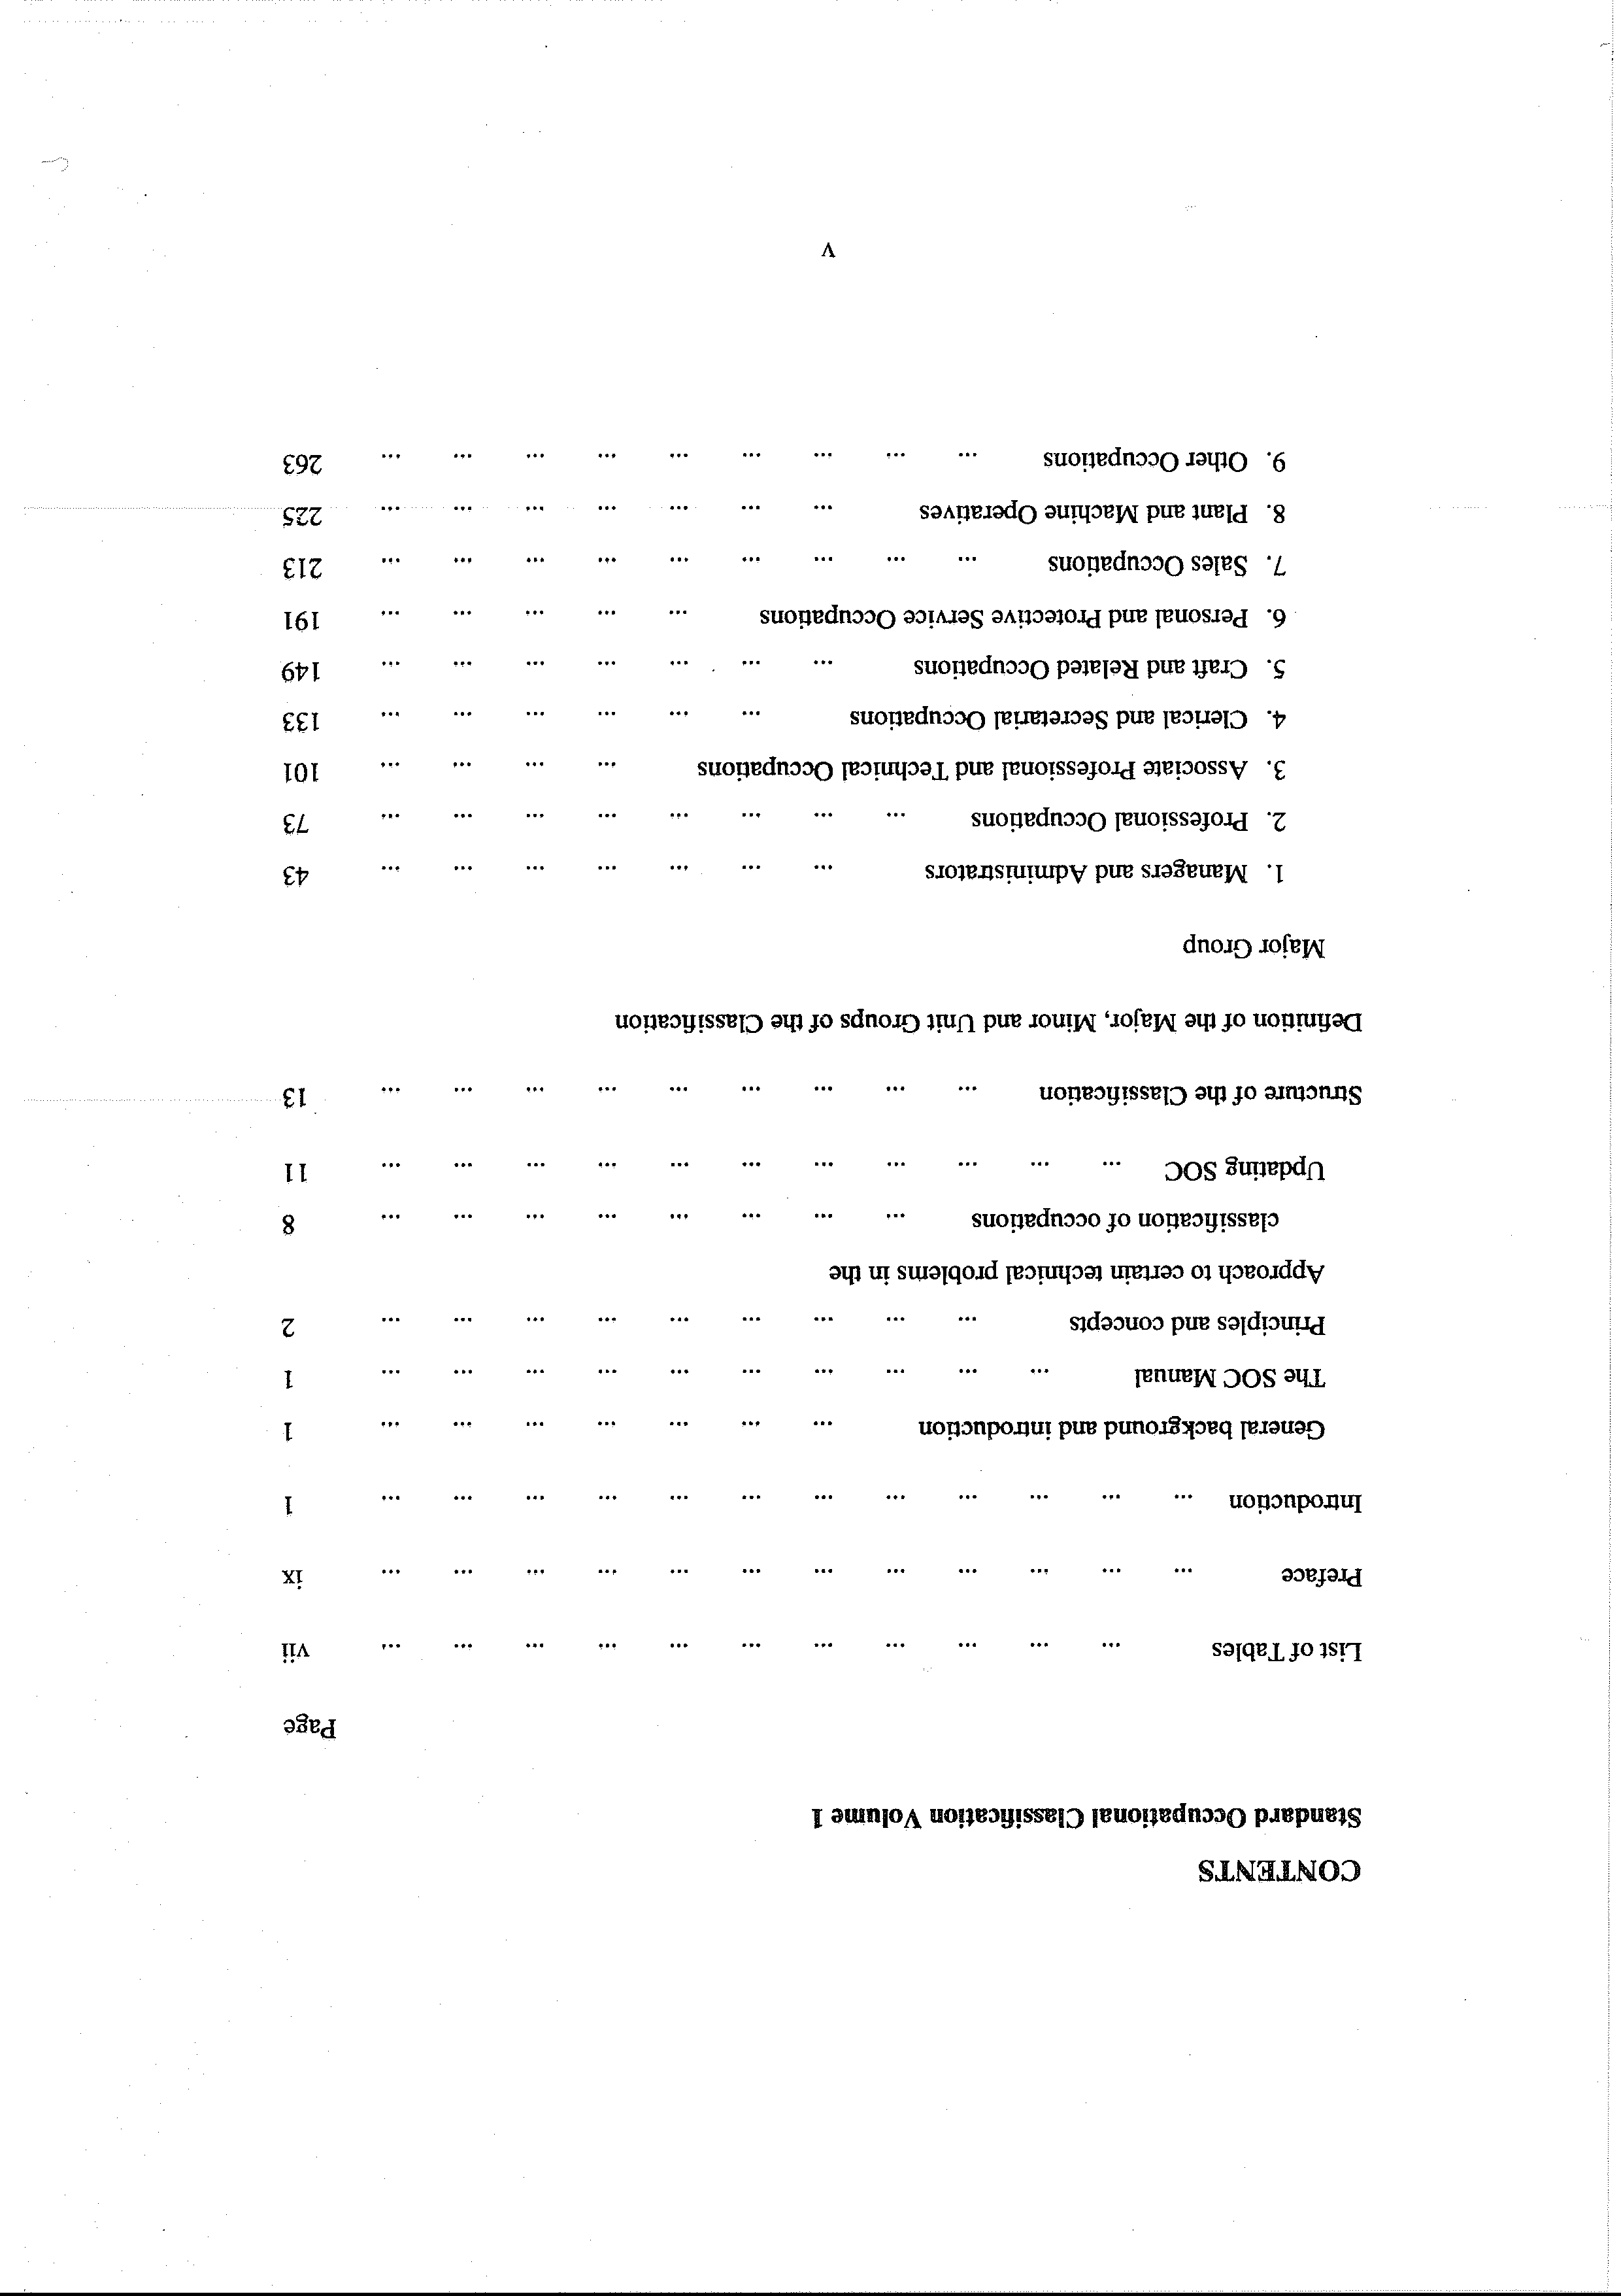 CONTENTS
Standard Occupational Classification Volume 1
Page
List of Tables ... ... ... ... ... ... ... ... ... ... ... vii
Preface ... ... ... ... ... ... ... ... ... ... ... ... ix
Introduction ... ... ... ... ... ... ... ... ... ... ... ... 1
General background and introduction ... ... ... ... ... ... ... 1
The SOC Manual ... ... ... ... ... ... ... ... ... ... 1
Principles and concepts ... ... ... ... ... ... ... ... ... 2
Approach to certain technical problems in the
classification of occupations ... ... ... ... ... ... ... ... 8
Updating SOC ... ... ... ... ... ... ... ... ... ... ... 11
Structure of the Classification ... ... ... ... ... ... ... ... ... 13
Definition of the Major, Minor and Unit Groups of the Classification
Major Group
1. Managers and Administrators ... ... ... ... ... ... ... 43
2. Professional Occupations ... ... ... ... ... ... ... ... 73
3. Associate Professional and Technical Occupations ... ... ... ... 101
4. Clerical and Secretarial Occupations ... ... ... ... ... ... 133
5. Craft and Related Occupations ... ... ... ... ... ... ... 149
6. Personal and Protective Service Occupations ... ... ... ... ... 191
7. Sales Occupations ... ... ... ... ... ... ... ... ... 213
8. Plant and Machine Operatives ... ... ... ... ... ... ... 225
9. Other Occupations ... ... ... ... ... ... ... ... ... 263
v